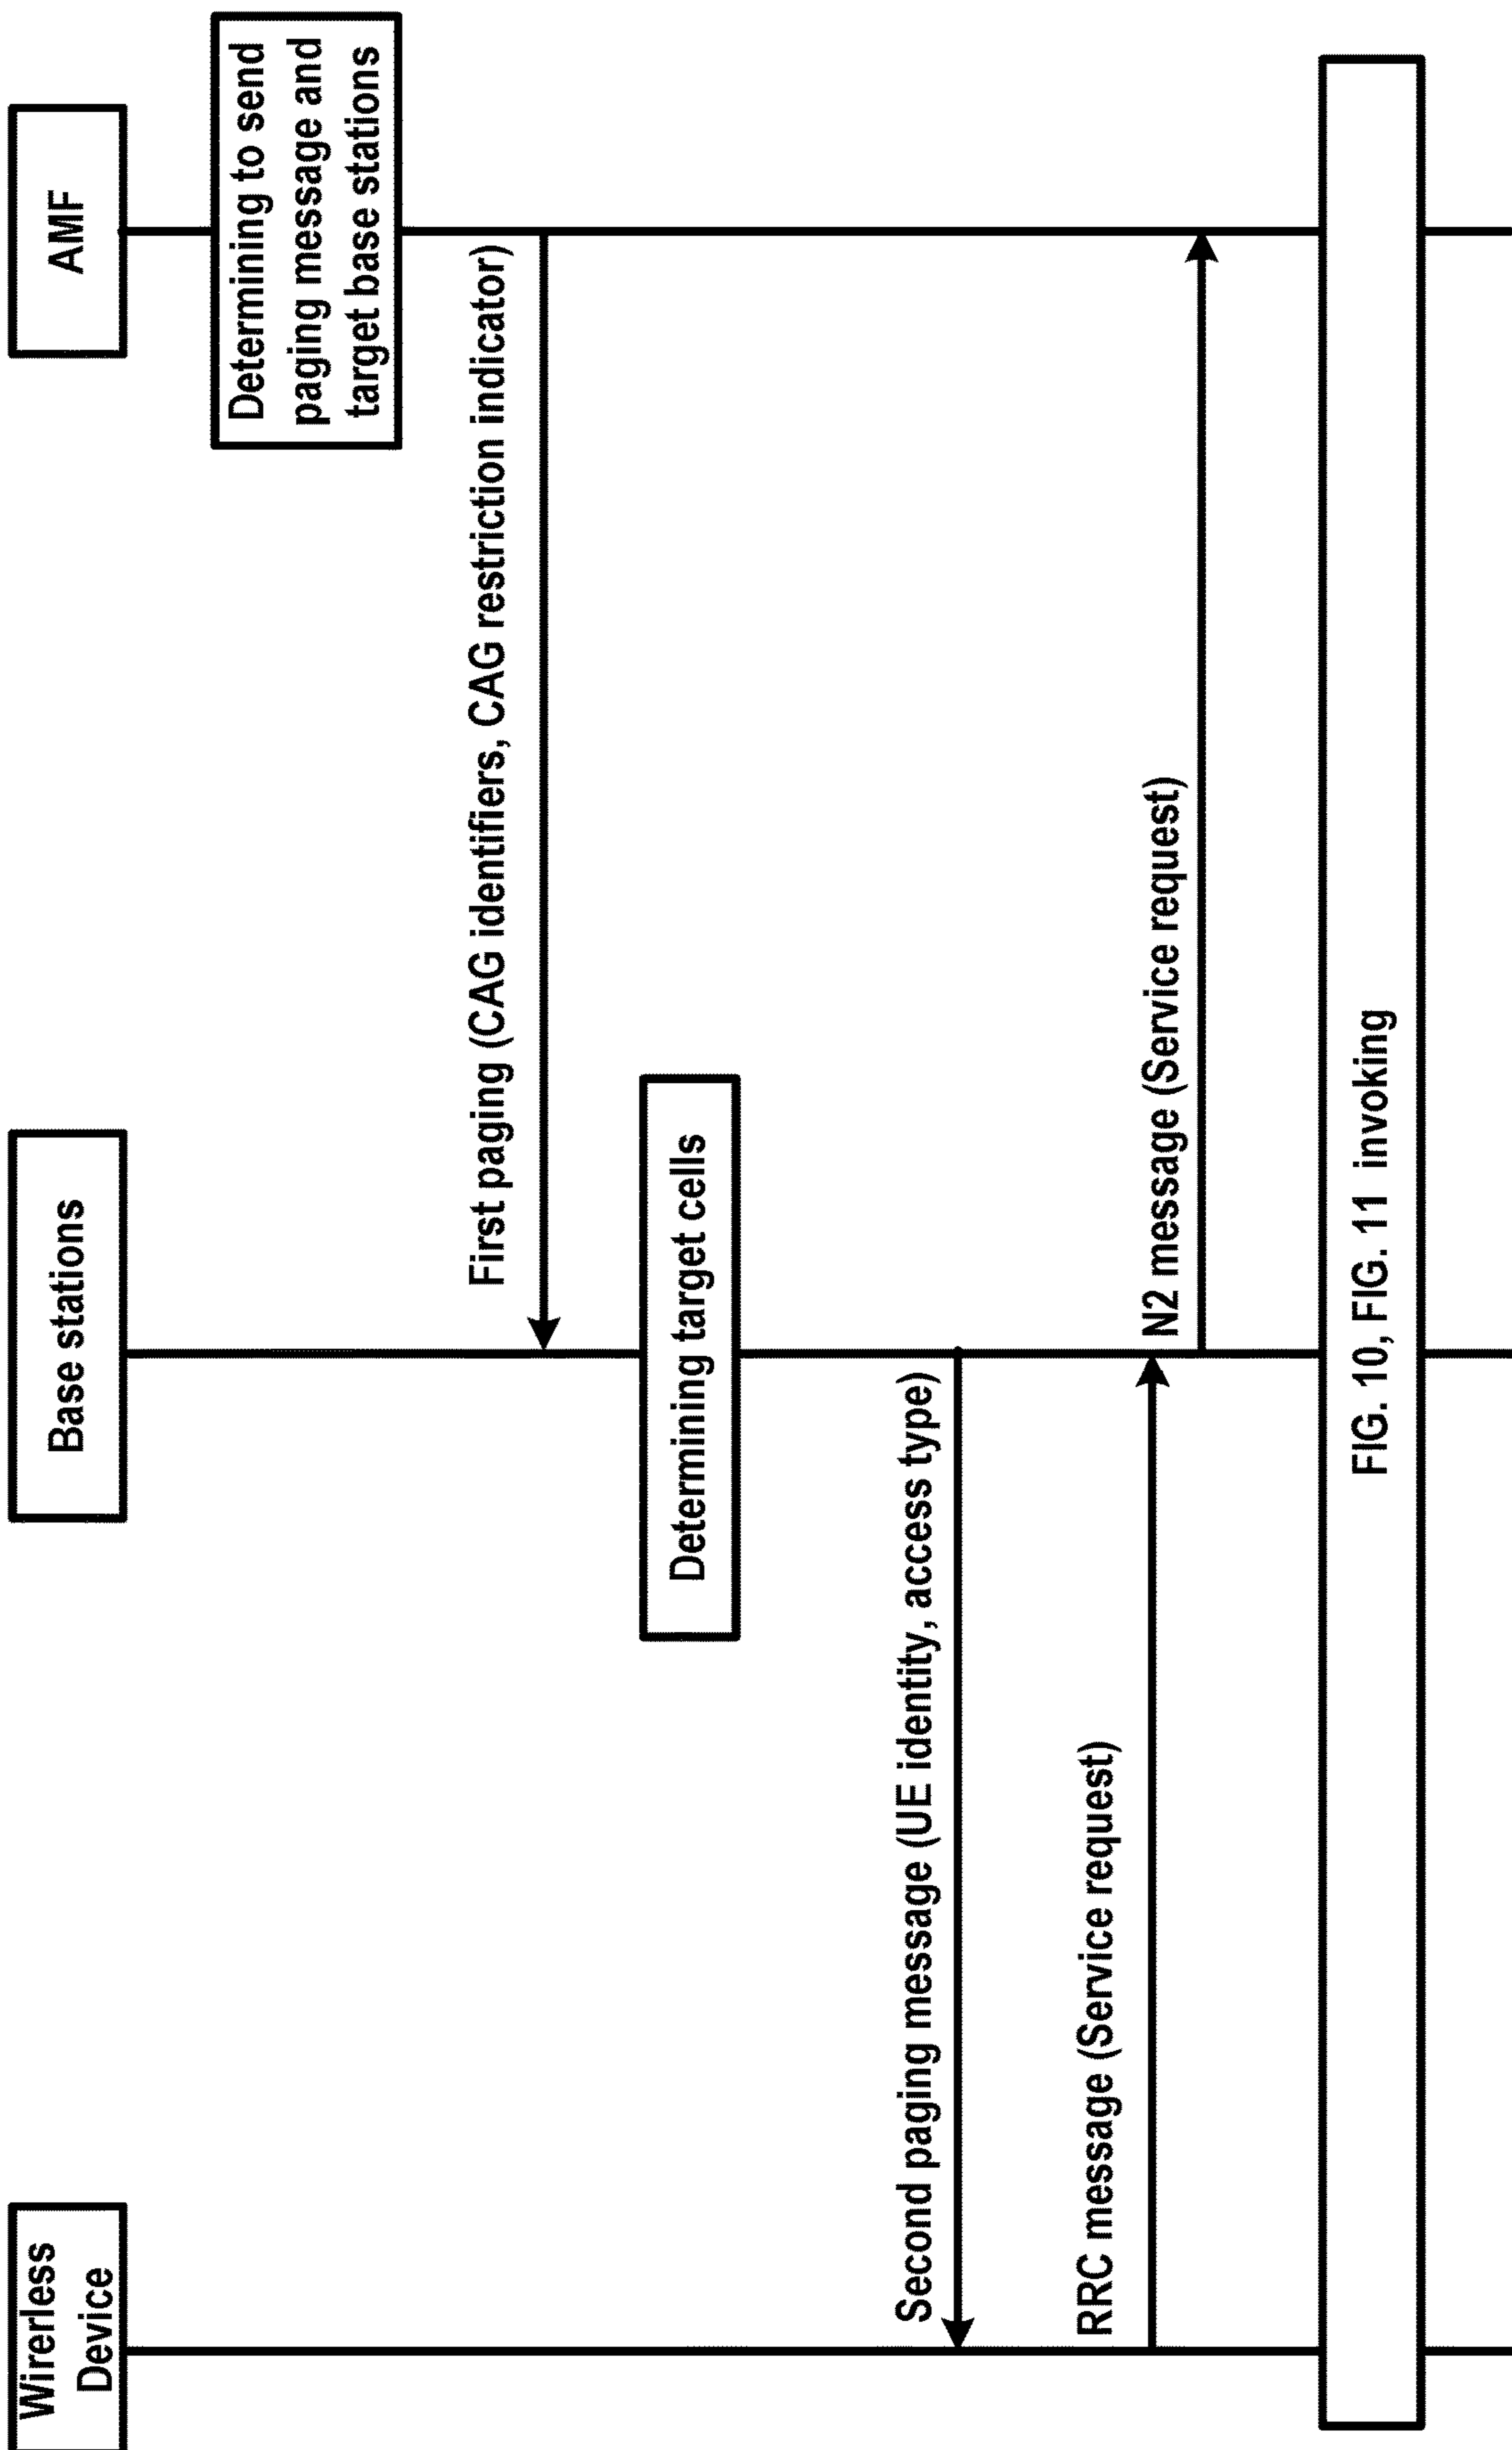 Wirerless
Device
Base stations
AMF
Determining to send
paging message and
target base stations
First paging (CAG identifiers, CAG restriction indicator)
Determining target cells
Second paging message (UE identity, access type)
RRC message (Service request)
N2 message (Service request)
FIG. 10, FIG. 11 invoking